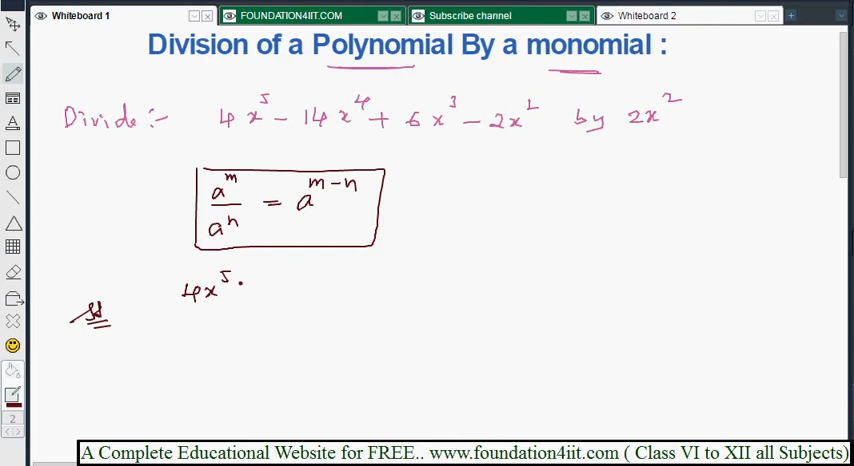 Whiteboard 1 FOUNDATION4IIT.COM Subscribe channel Whiteboard 2
Division of a Polynomial By a monomial :
Divide :- 4x⁵ - 14x⁴ + 6x³ - 2x² by 2x²
aᵐ/aⁿ = aᵐ⁻ⁿ
4x⁵
2
A Complete Educational Website for FREE.. www.foundation4iit.com ( Class VI to XII all Subjects)